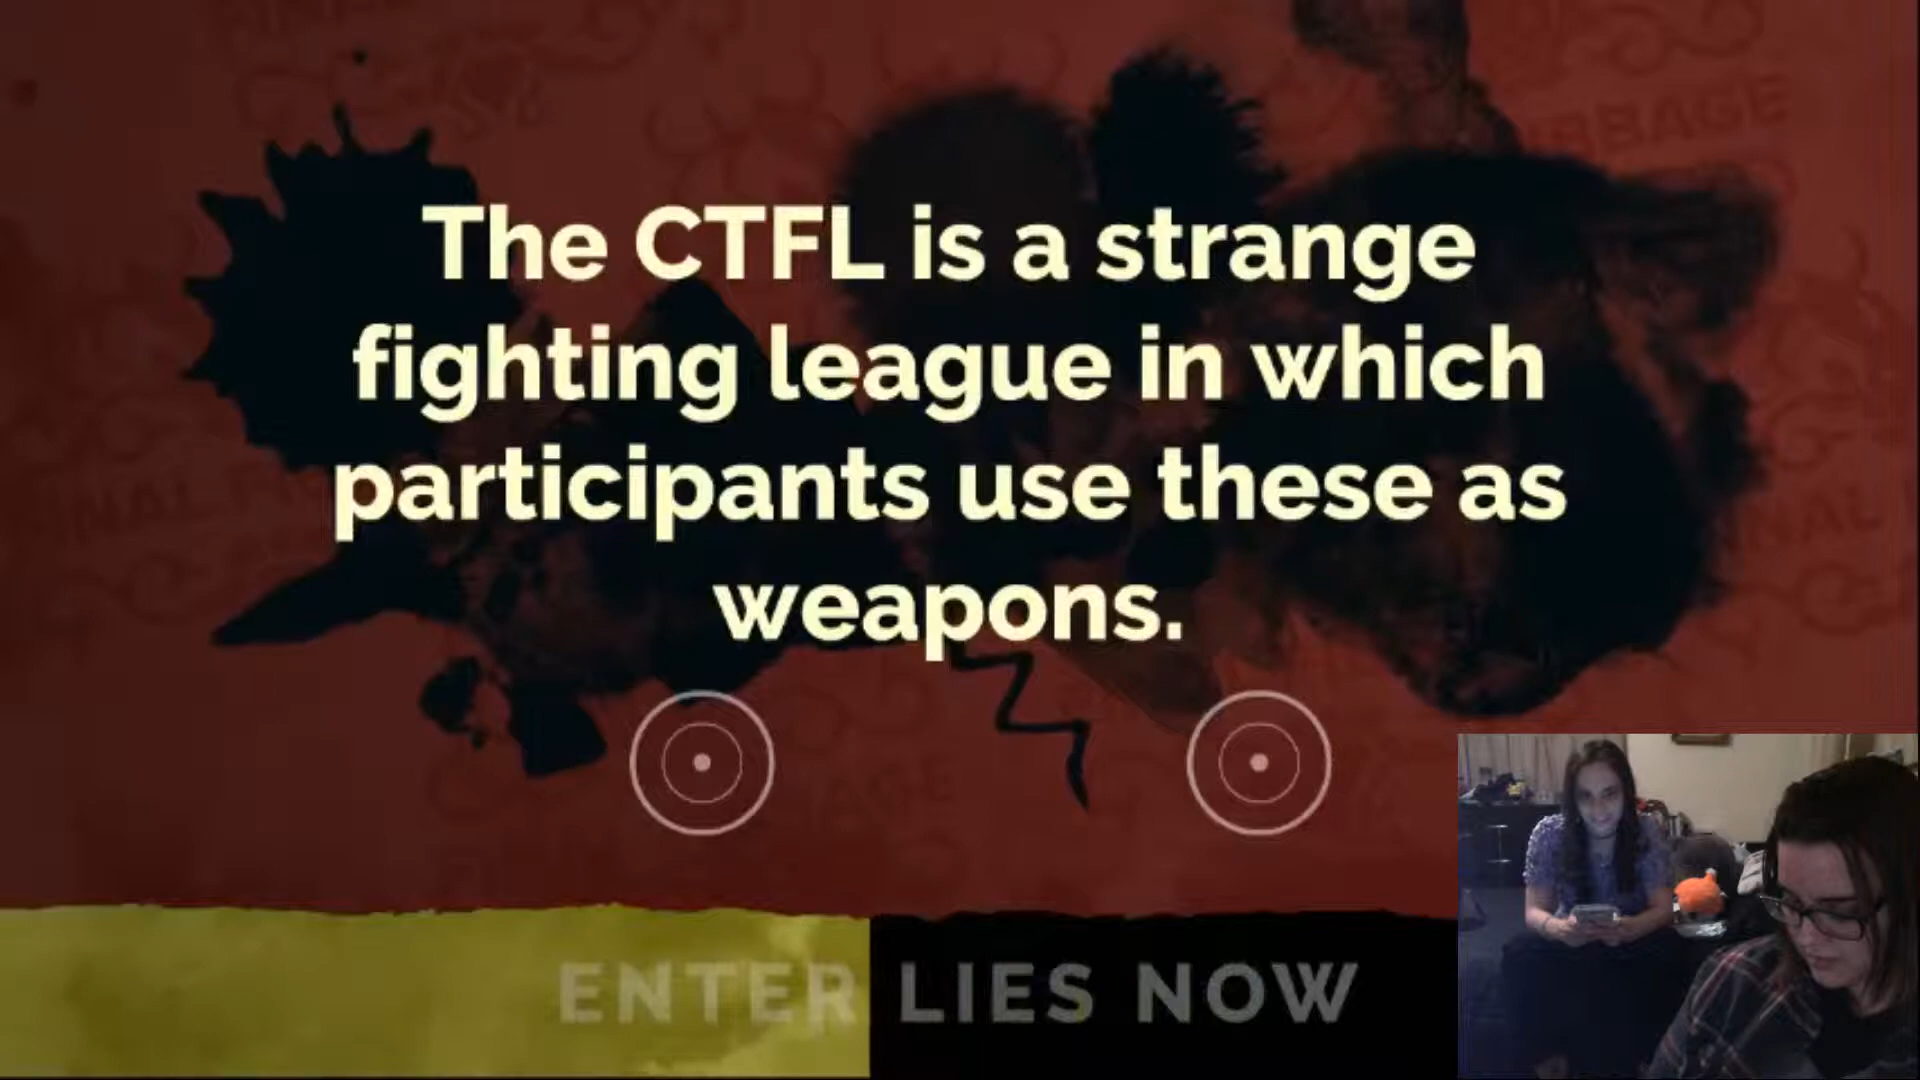 The CTFL is a strange
fighting league in which
participants use these as
weapons.
ENTER LIES NOW